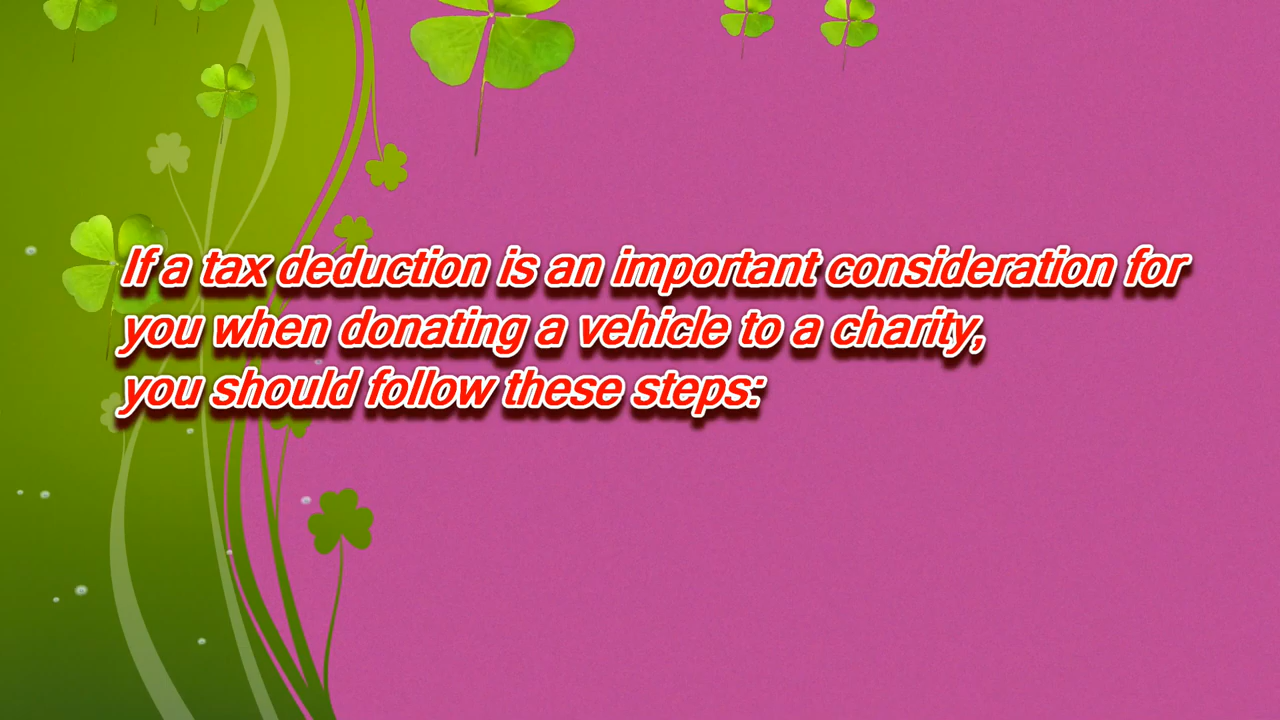 If a tax deduction is an important consideration for
you when donating a vehicle to a charity,
you should follow these steps: